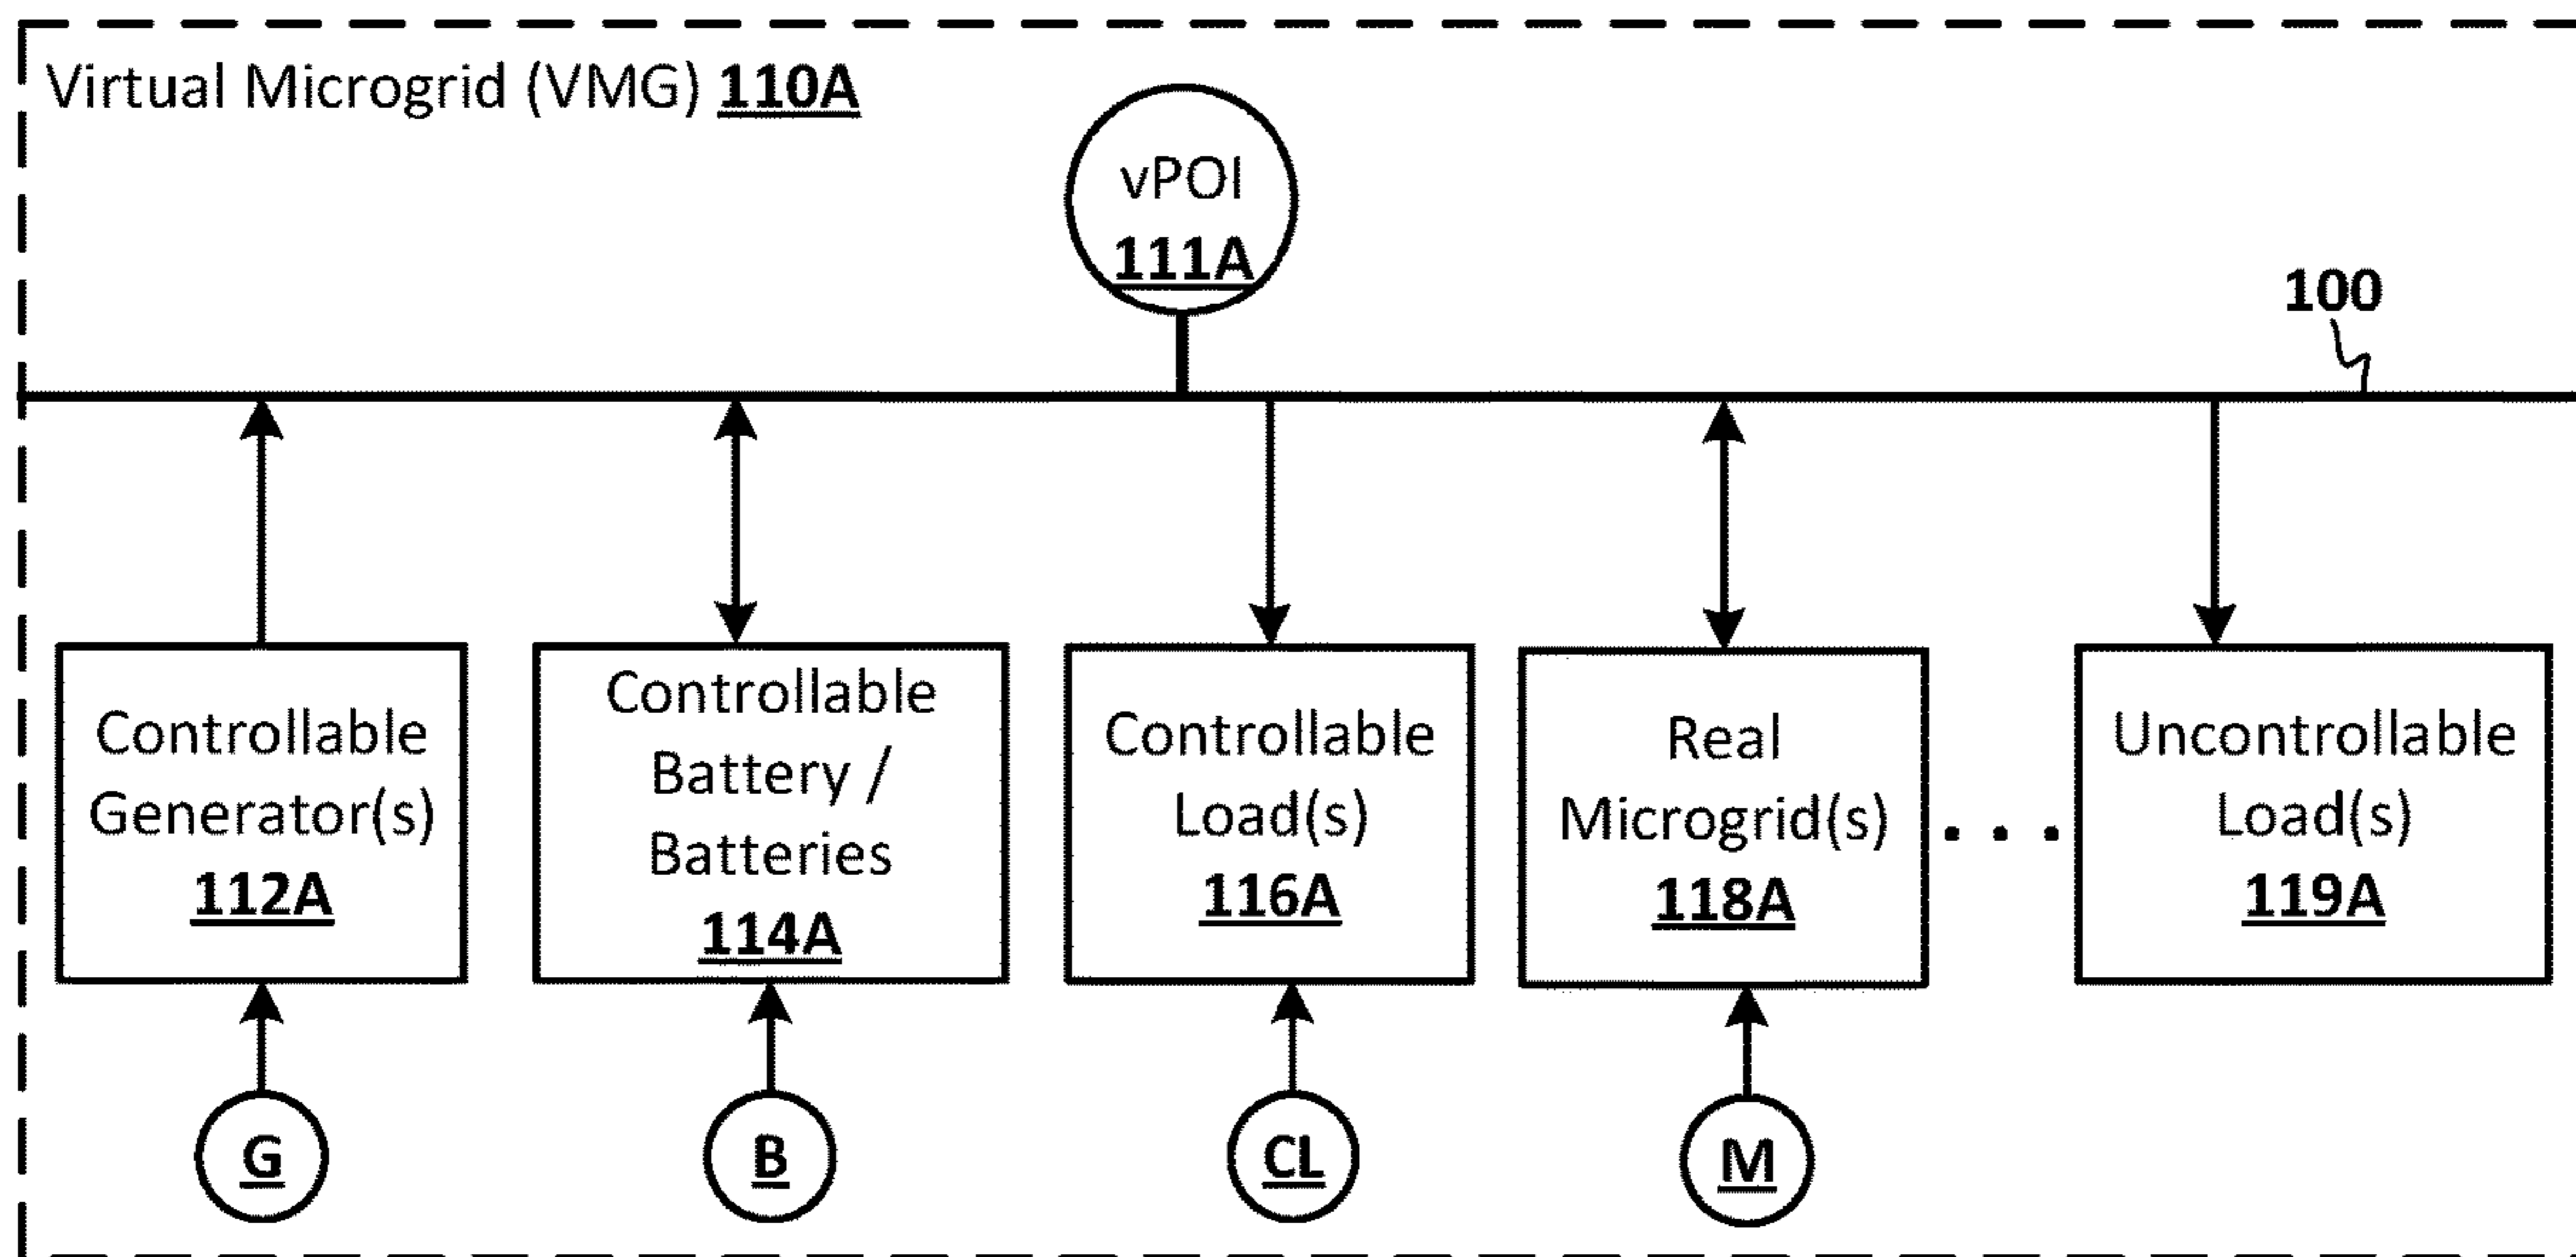 Virtual Microgrid (VMG) 110A
vPOI
111A
100
Controllable
Generator(s)
112A
Controllable
Battery /
Batteries
114A
Controllable
Load(s)
116A
Real
Microgrid(s)
118A
. . .
Uncontrollable
Load(s)
119A
G
B
CL
M